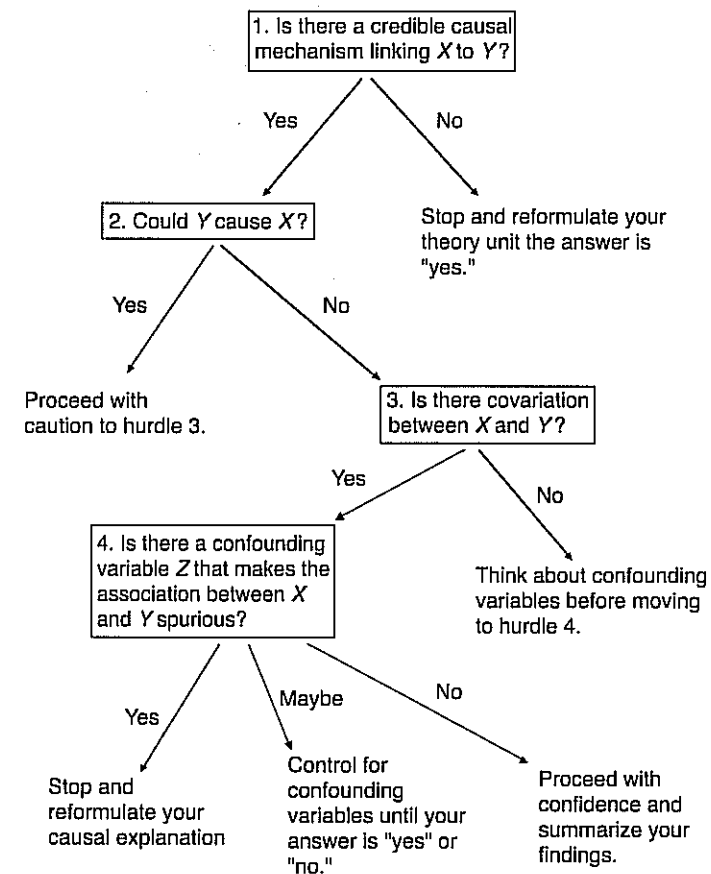 1. Is there a credible causal
mechanism linking X to Y?
Yes
No
2. Could Y cause X?
Stop and reformulate your
theory unit the answer is
"yes."
Yes
No
Proceed with
caution to hurdle 3.
3. Is there covariation
between X and Y?
Yes
No
4. Is there a confounding
variable Z that makes the
association between X
and Y spurious?
Think about confounding
variables before moving
to hurdle 4.
Yes
Maybe
No
Stop and
reformulate your
causal explanation
Control for
confounding
variables until your
answer is "yes" or
"no."
Proceed with
confidence and
summarize your
findings.